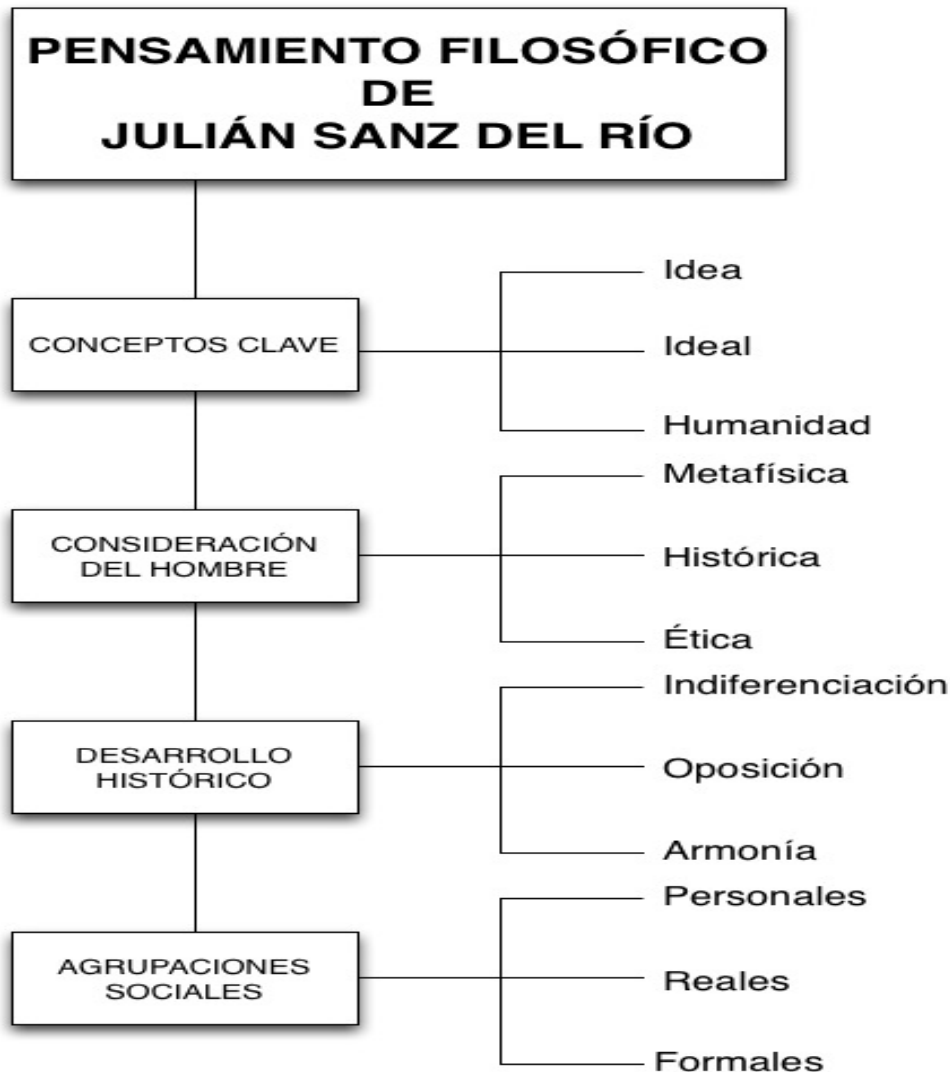 PENSAMIENTO FILOSÓFICO
DE
JULIÁN SANZ DEL RÍO
CONCEPTOS CLAVE
Idea
Ideal
Humanidad
CONSIDERACIÓN
DEL HOMBRE
Metafísica
Histórica
Ética
DESARROLLO
HISTÓRICO
Indiferenciación
Oposición
Armonía
AGRUPACIONES
SOCIALES
Personales
Reales
Formales